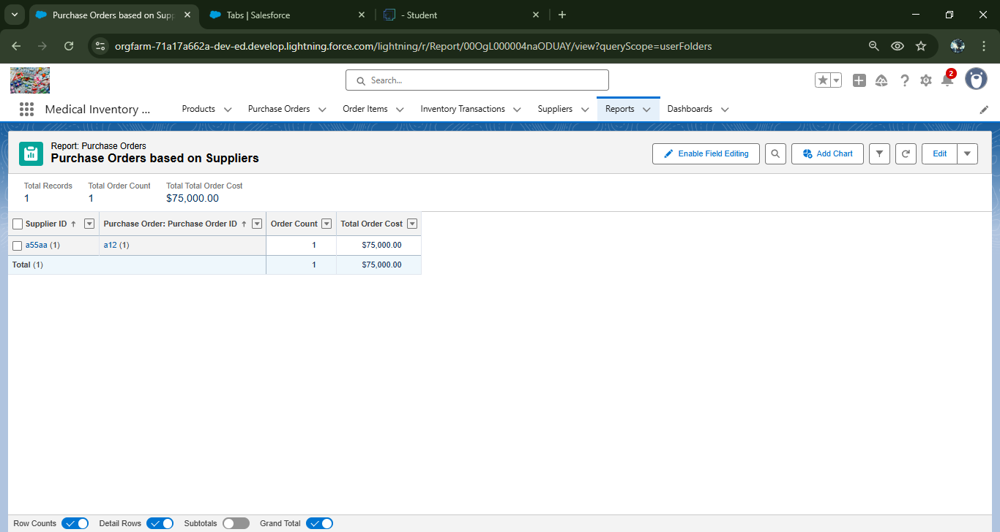 Purchase Orders based on Supp
Tabs | Salesforce
- Student
orgfarm-71a17a662a-dev-ed.develop.lightning.force.com/lightning/r/Report/00OgL000004naODUAY/view?queryScope=userFolders
Search...
2
Medical Inventory ...
Products
Purchase Orders
Order Items
Inventory Transactions
Suppliers
Reports
Dashboards
Report: Purchase Orders
Purchase Orders based on Suppliers
Enable Field Editing
Add Chart
Edit
Total Records Total Order Count Total Total Order Cost
1 1 $75,000.00
Supplier ID ↑ Purchase Order: Purchase Order ID ↑ Order Count Total Order Cost
a55aa (1) a12 (1) 1 $75,000.00
Total (1) 1 $75,000.00
Row Counts Detail Rows Subtotals Grand Total